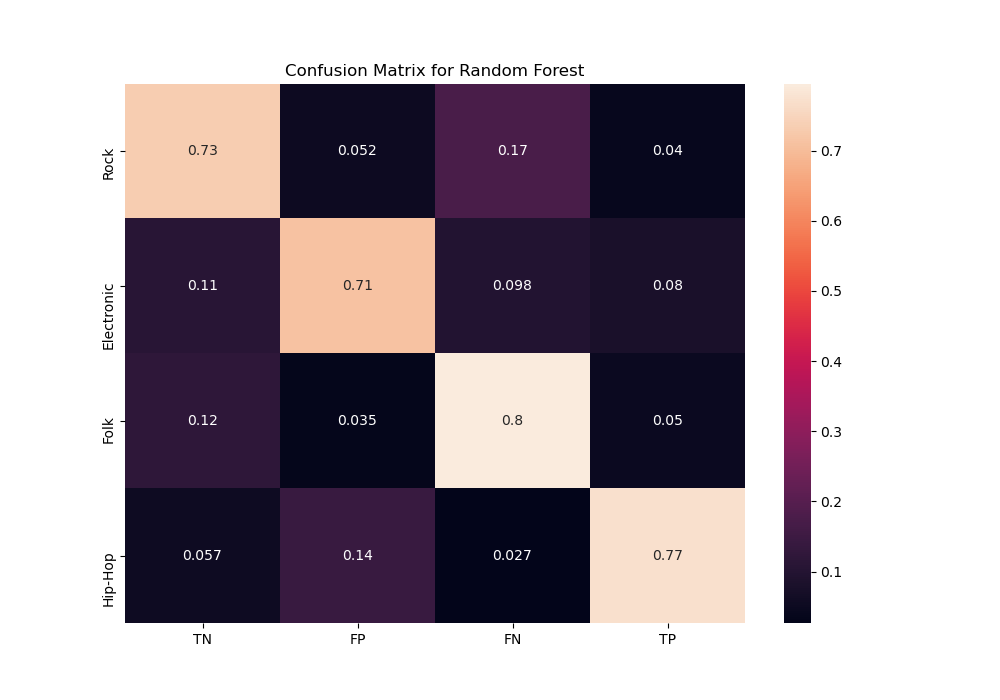 Confusion Matrix for Random Forest
Rock
0.73 0.052 0.17 0.04
Electronic
0.11 0.71 0.098 0.08
Folk
0.12 0.035 0.8 0.05
Hip-Hop
0.057 0.14 0.027 0.77
TN FP FN TP
0.7
0.6
0.5
0.4
0.3
0.2
0.1